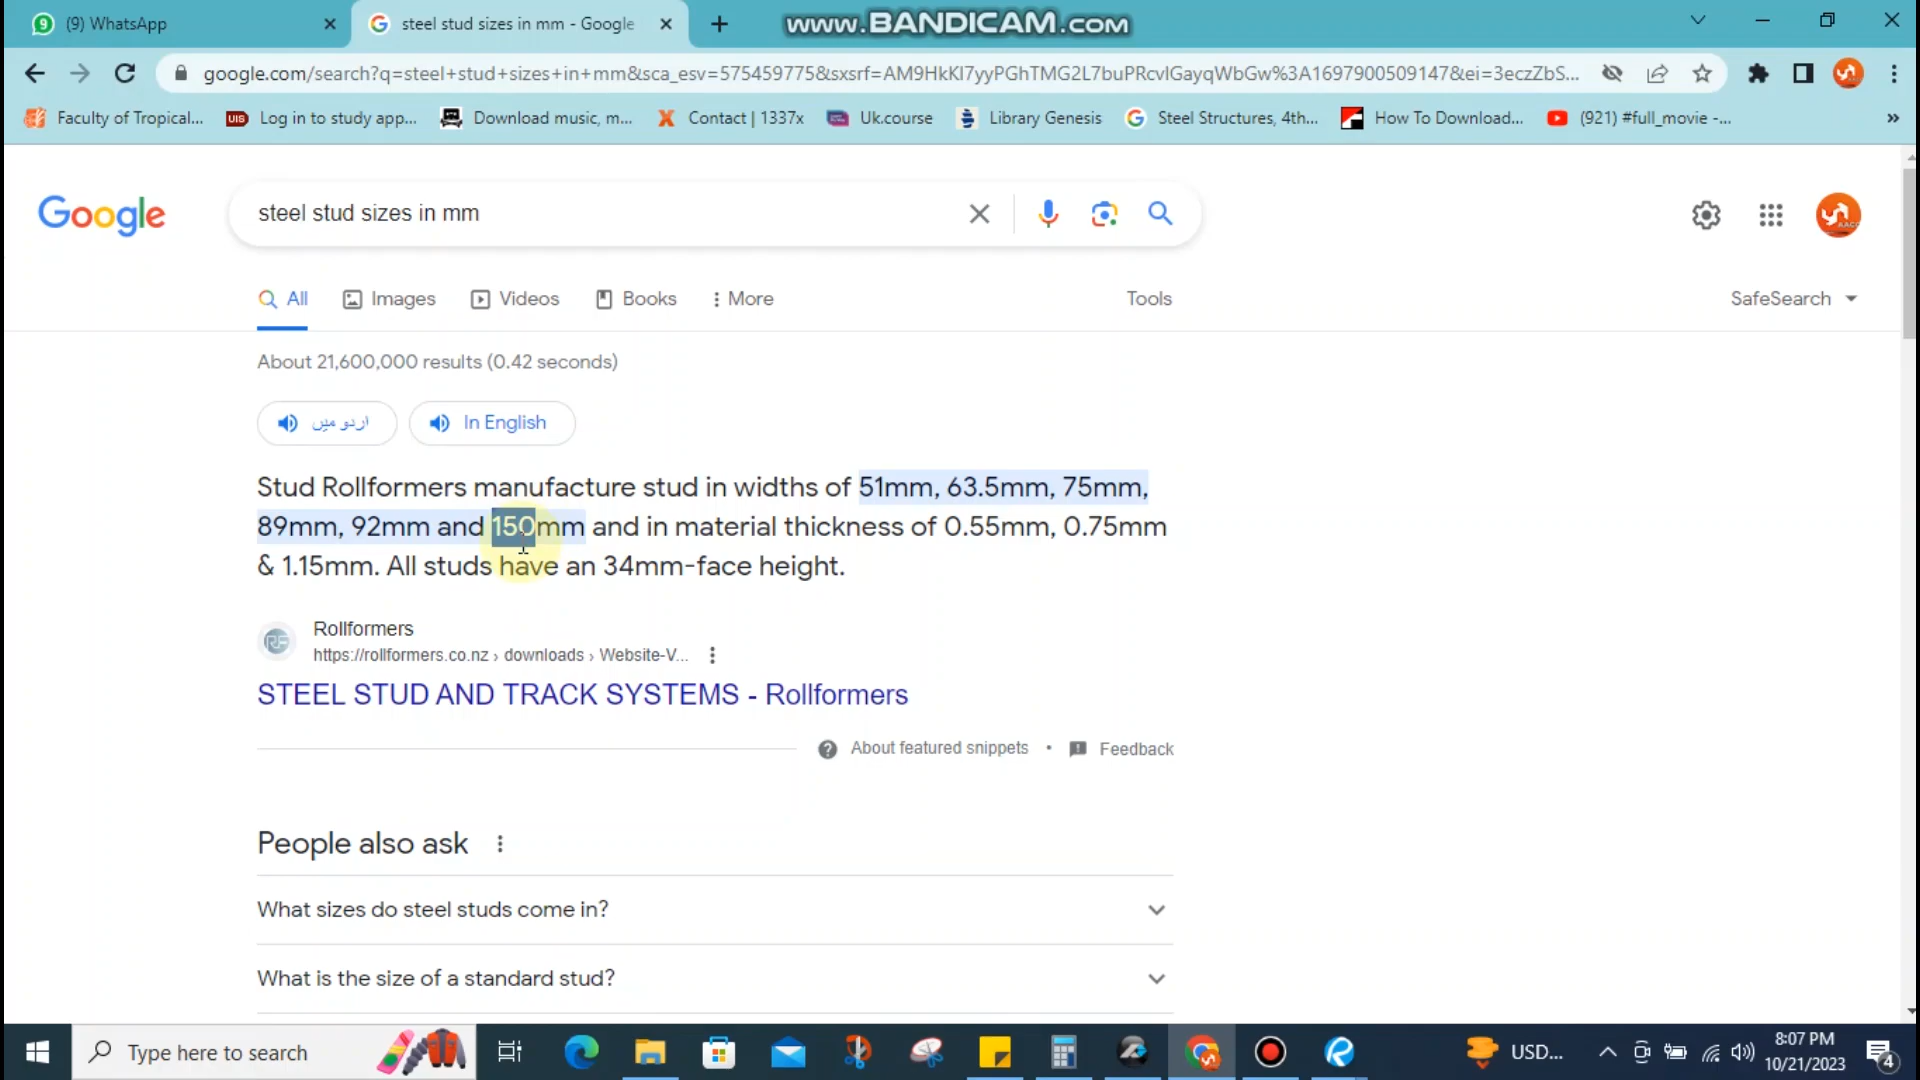 (9) WhatsApp
steel stud sizes in mm - Google
www.BANDICAM.com
google.com/search?q=steel+stud+sizes+in+mm&sca_esv=575459775&sxsrf=AM9HkKl7yyPGhTMG2L7buPRcvlGayqWbGw%3A1697900509147&ei=3eczZbS...
Faculty of Tropical...
UIS Log in to study app...
Download music, m...
Contact | 1337x
Uk.course
Library Genesis
Steel Structures, 4th...
How To Download...
(921) #full_movie -...
Google
steel stud sizes in mm
All
Images
Videos
Books
More
Tools
SafeSearch
About 21,600,000 results (0.42 seconds)
اردو میں
In English
Stud Rollformers manufacture stud in widths of 51mm, 63.5mm, 75mm,
89mm, 92mm and 150mm and in material thickness of 0.55mm, 0.75mm
& 1.15mm. All studs have an 34mm-face height.
Rollformers
https://rollformers.co.nz › downloads › Website-V...
STEEL STUD AND TRACK SYSTEMS - Rollformers
About featured snippets • Feedback
People also ask
What sizes do steel studs come in?
What is the size of a standard stud?
Type here to search
USD...
8:07 PM
10/21/2023
4